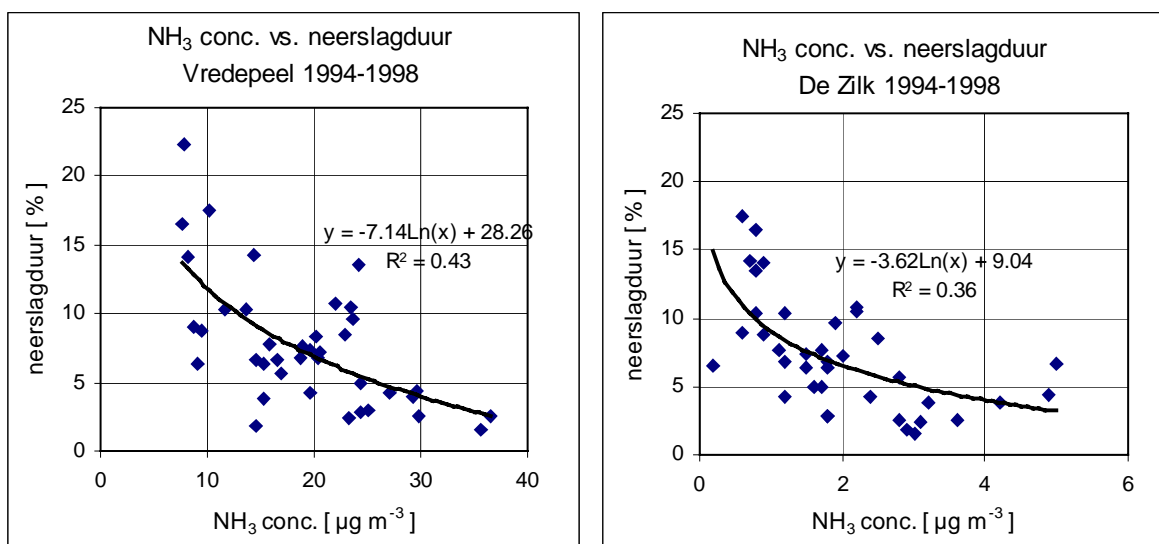 NH3 conc. vs. neerslagduur
Vredepeel 1994-1998
25
20
15
10
5
0
neerslagduur [ % ]
y = -7.14Ln(x) + 28.26
R² = 0.43
0 10 20 30 40
NH3 conc. [ µg m-3 ]
NH3 conc. vs. neerslagduur
De Zilk 1994-1998
25
20
15
10
5
0
neerslagduur [ % ]
y = -3.62Ln(x) + 9.04
R² = 0.36
0 2 4 6
NH3 conc. [ µg m-3 ]